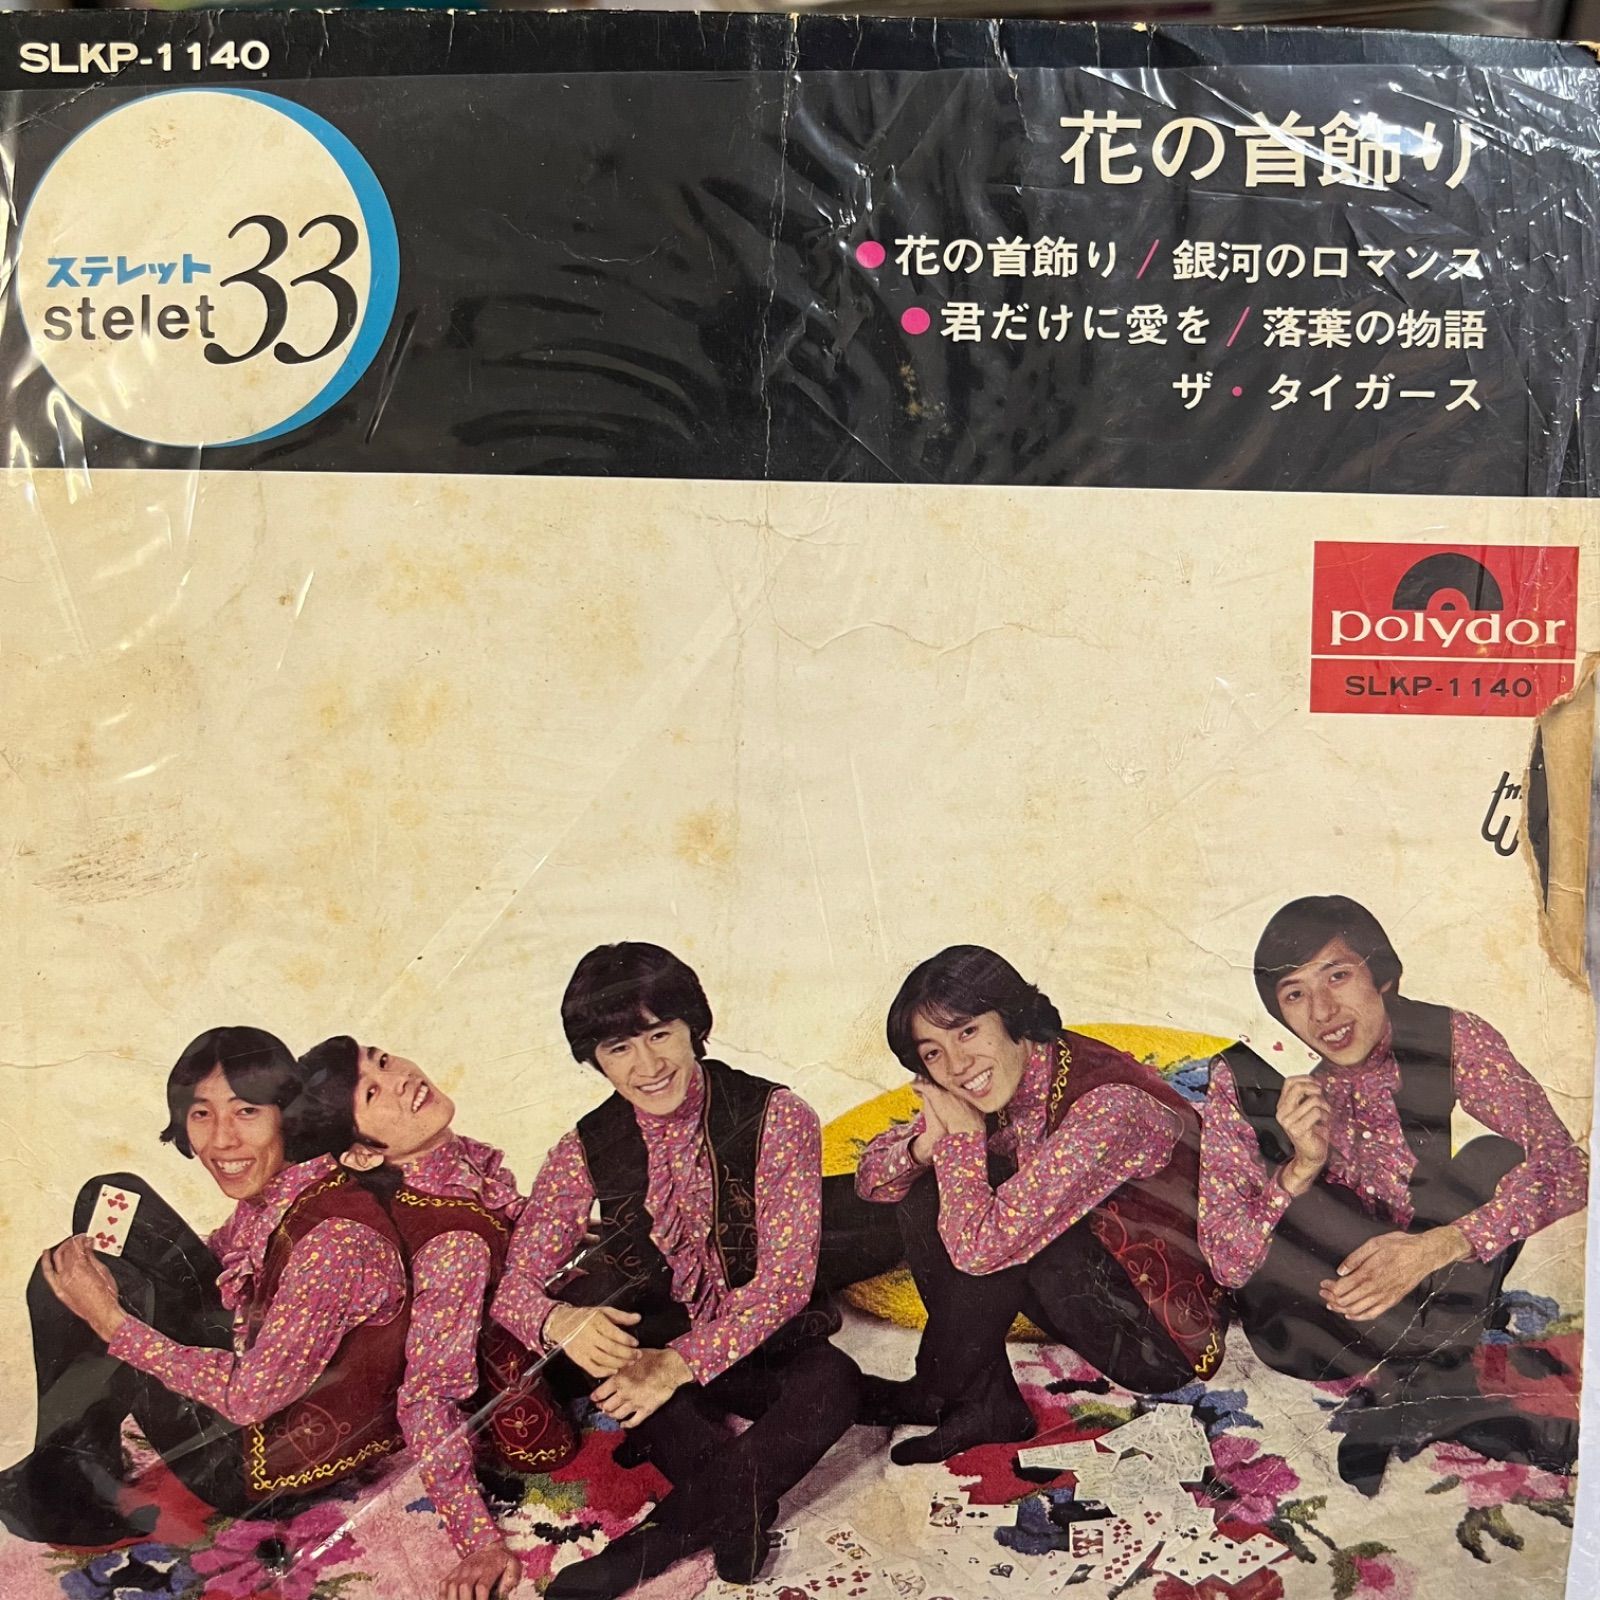 SLKP-1140
ステレット
stelet 33
花の首飾り
●花の首飾り/銀河のロマンス
●君だけに愛を/落葉の物語
ザ・タイガース
polydor
SLKP-1140